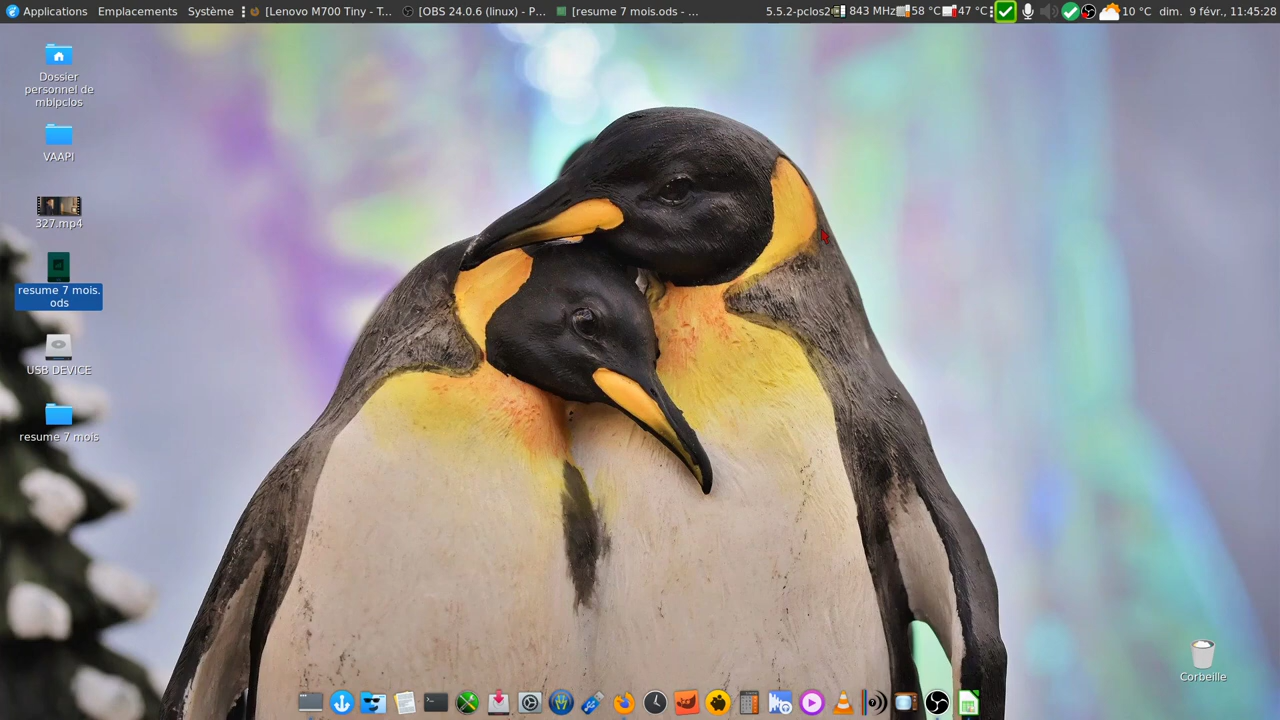 Applications Emplacements Système [Lenovo M700 Tiny - T... [OBS 24.0.6 (linux) - P... [resume 7 mois.ods - ... 5.5.2-pclos2 843 MHz 58 °C 47 °C 10 °C dim. 9 févr., 11:45:28
Dossier
personnel de
mblpclos
VAAPI
327.mp4
resume 7 mois.
ods
USB DEVICE
resume 7 mois
Corbeille